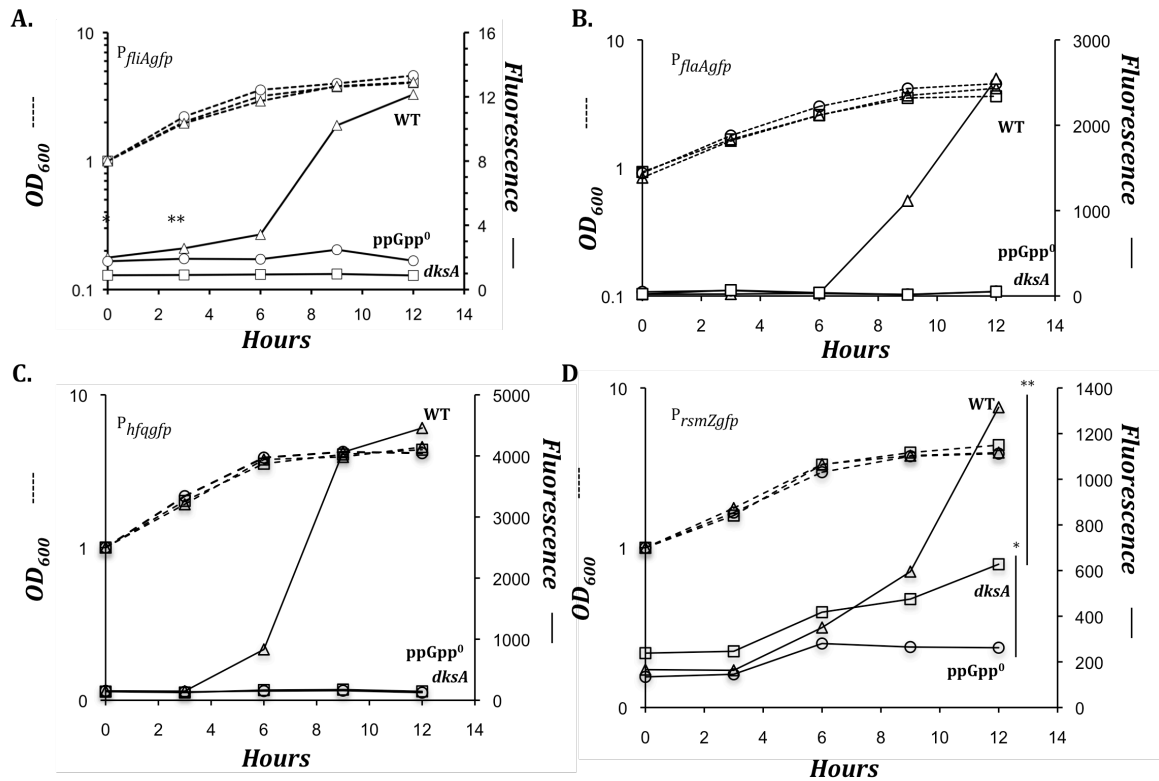 A.
P_fliAgfp
10
1
0.1
16
12
8
4
0
OD600
Fluorescence
WT
* **
ppGpp0
dksA
0 2 4 6 8 10 12 14
Hours
B.
P_flaAgfp
10
1
0.1
3000
2000
1000
0
OD600
Fluorescence
WT
ppGpp0
dksA
0 2 4 6 8 10 12 14
Hours
C.
P_hfqgfp
10
1
0
5000
4000
3000
2000
1000
0
OD600
Fluorescence
WT
ppGpp0
dksA
0 2 4 6 8 10 12 14
Hours
D
P_rsmZgfp
10
1
0
1400
1200
1000
800
600
400
200
0
OD600
Fluorescence
WT
**
*
dksA
ppGpp0
0 2 4 6 8 10 12 14
Hours